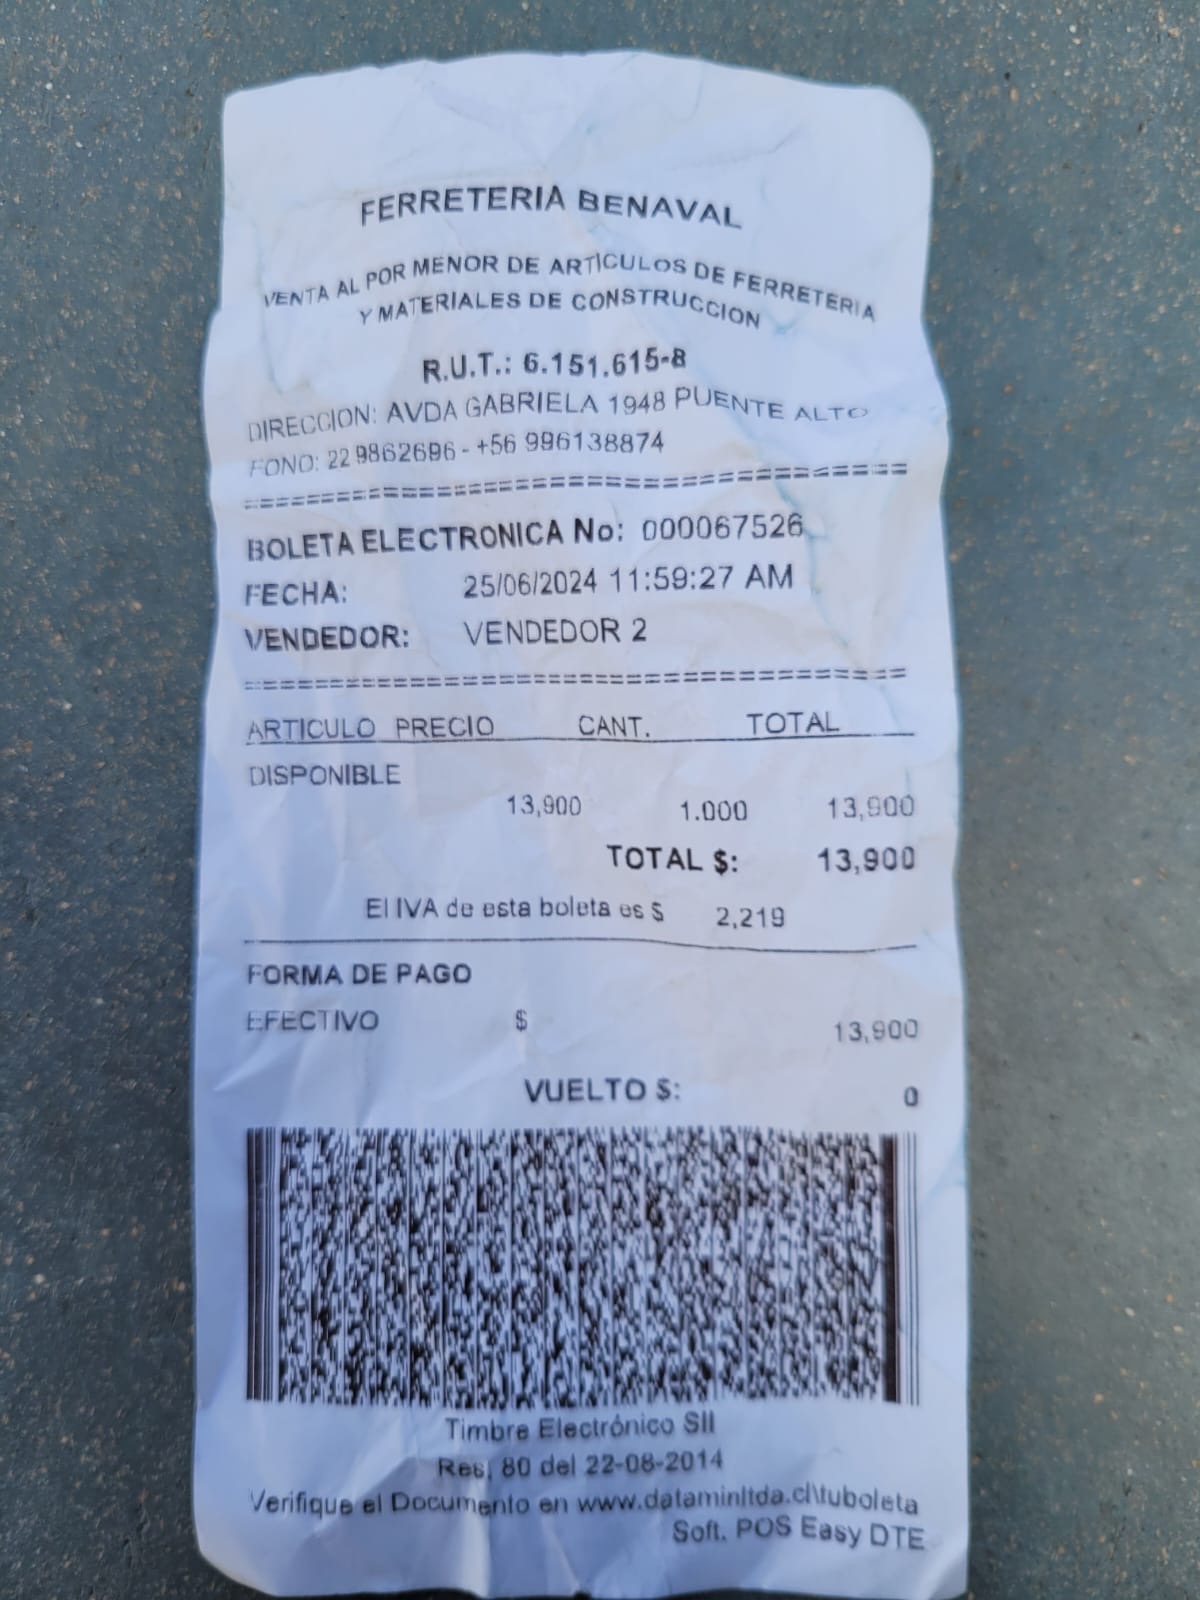 FERRETERIA BENAVAL
VENTA AL POR MENOR DE ARTICULOS DE FERRETERIA
Y MATERIALES DE CONSTRUCCION
R.U.T.: 6.151.615-8
DIRECCION: AVDA GABRIELA 1948 PUENTE ALTO
FONO: 22 9862696 - +56 996138874
=============================================
BOLETA ELECTRONICA No: 000067526
FECHA: 25/06/2024 11:59:27 AM
VENDEDOR: VENDEDOR 2
=============================================
ARTICULO PRECIO CANT. TOTAL
DISPONIBLE
13,900 1.000 13,900
TOTAL $: 13,900
El IVA de esta boleta es $ 2,219
FORMA DE PAGO
EFECTIVO $ 13,900
VUELTO $: 0
Timbre Electrónico SII
Res, 80 del 22-08-2014
Verifique el Documento en www.dataminltda.cl\tuboleta
Soft. POS Easy DTE